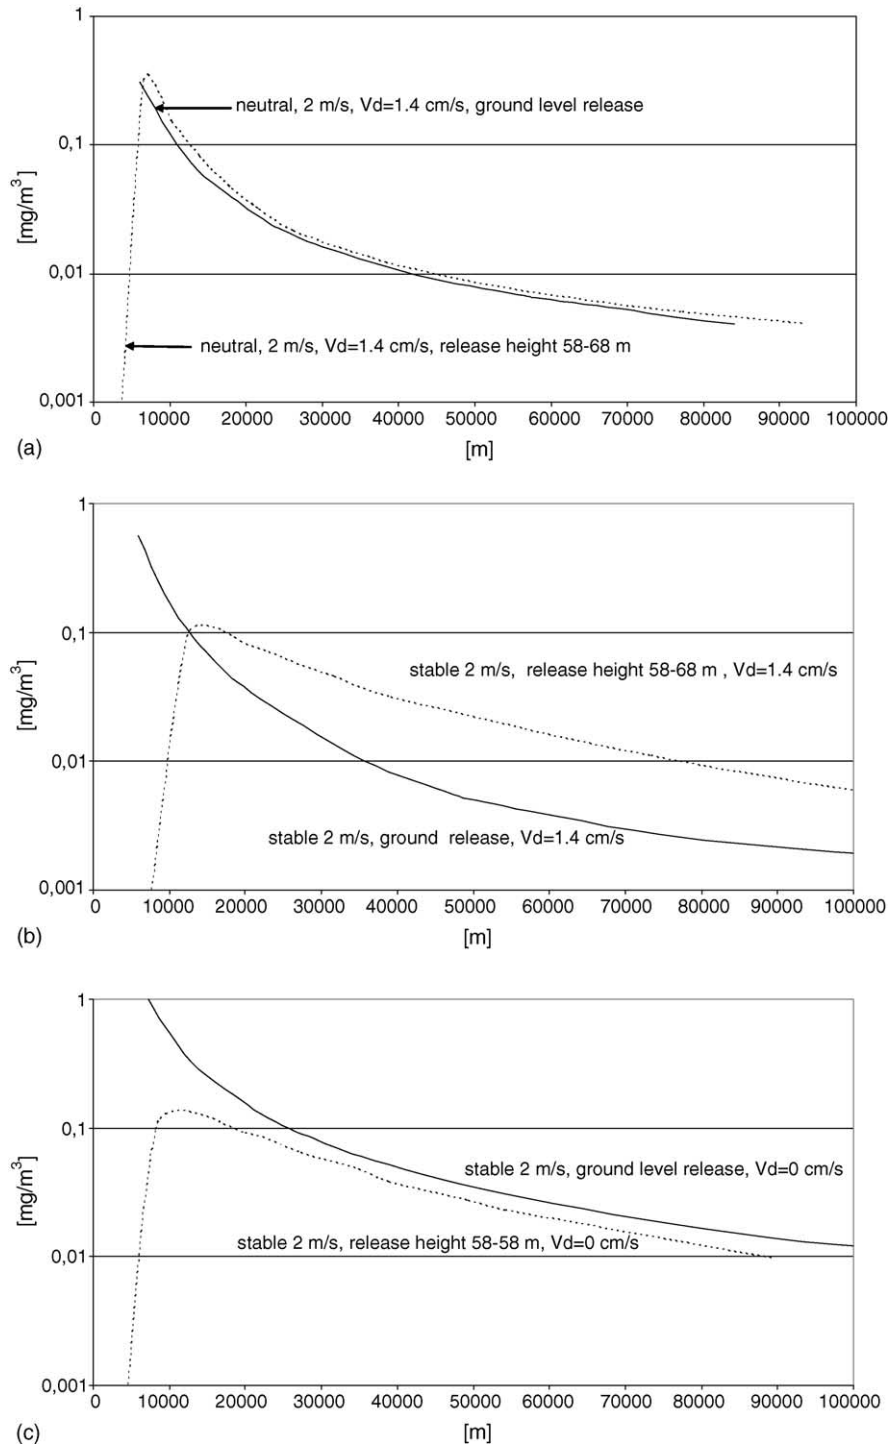 1
neutral, 2 m/s, Vd=1.4 cm/s, ground level release
0,1
[mg/m³]
0,01
neutral, 2 m/s, Vd=1.4 cm/s, release height 58-68 m
0,001
0 10000 20000 30000 40000 50000 60000 70000 80000 90000 100000
(a) [m]
1
0,1
stable 2 m/s, release height 58-68 m , Vd=1.4 cm/s
[mg/m³]
0,01
stable 2 m/s, ground release, Vd=1.4 cm/s
0,001
0 10000 20000 30000 40000 50000 60000 70000 80000 90000 100000
(b) [m]
1
0,1
stable 2 m/s, ground level release, Vd=0 cm/s
[mg/m³]
stable 2 m/s, release height 58-58 m, Vd=0 cm/s
0,01
0,001
0 10000 20000 30000 40000 50000 60000 70000 80000 90000 100000
(c) [m]